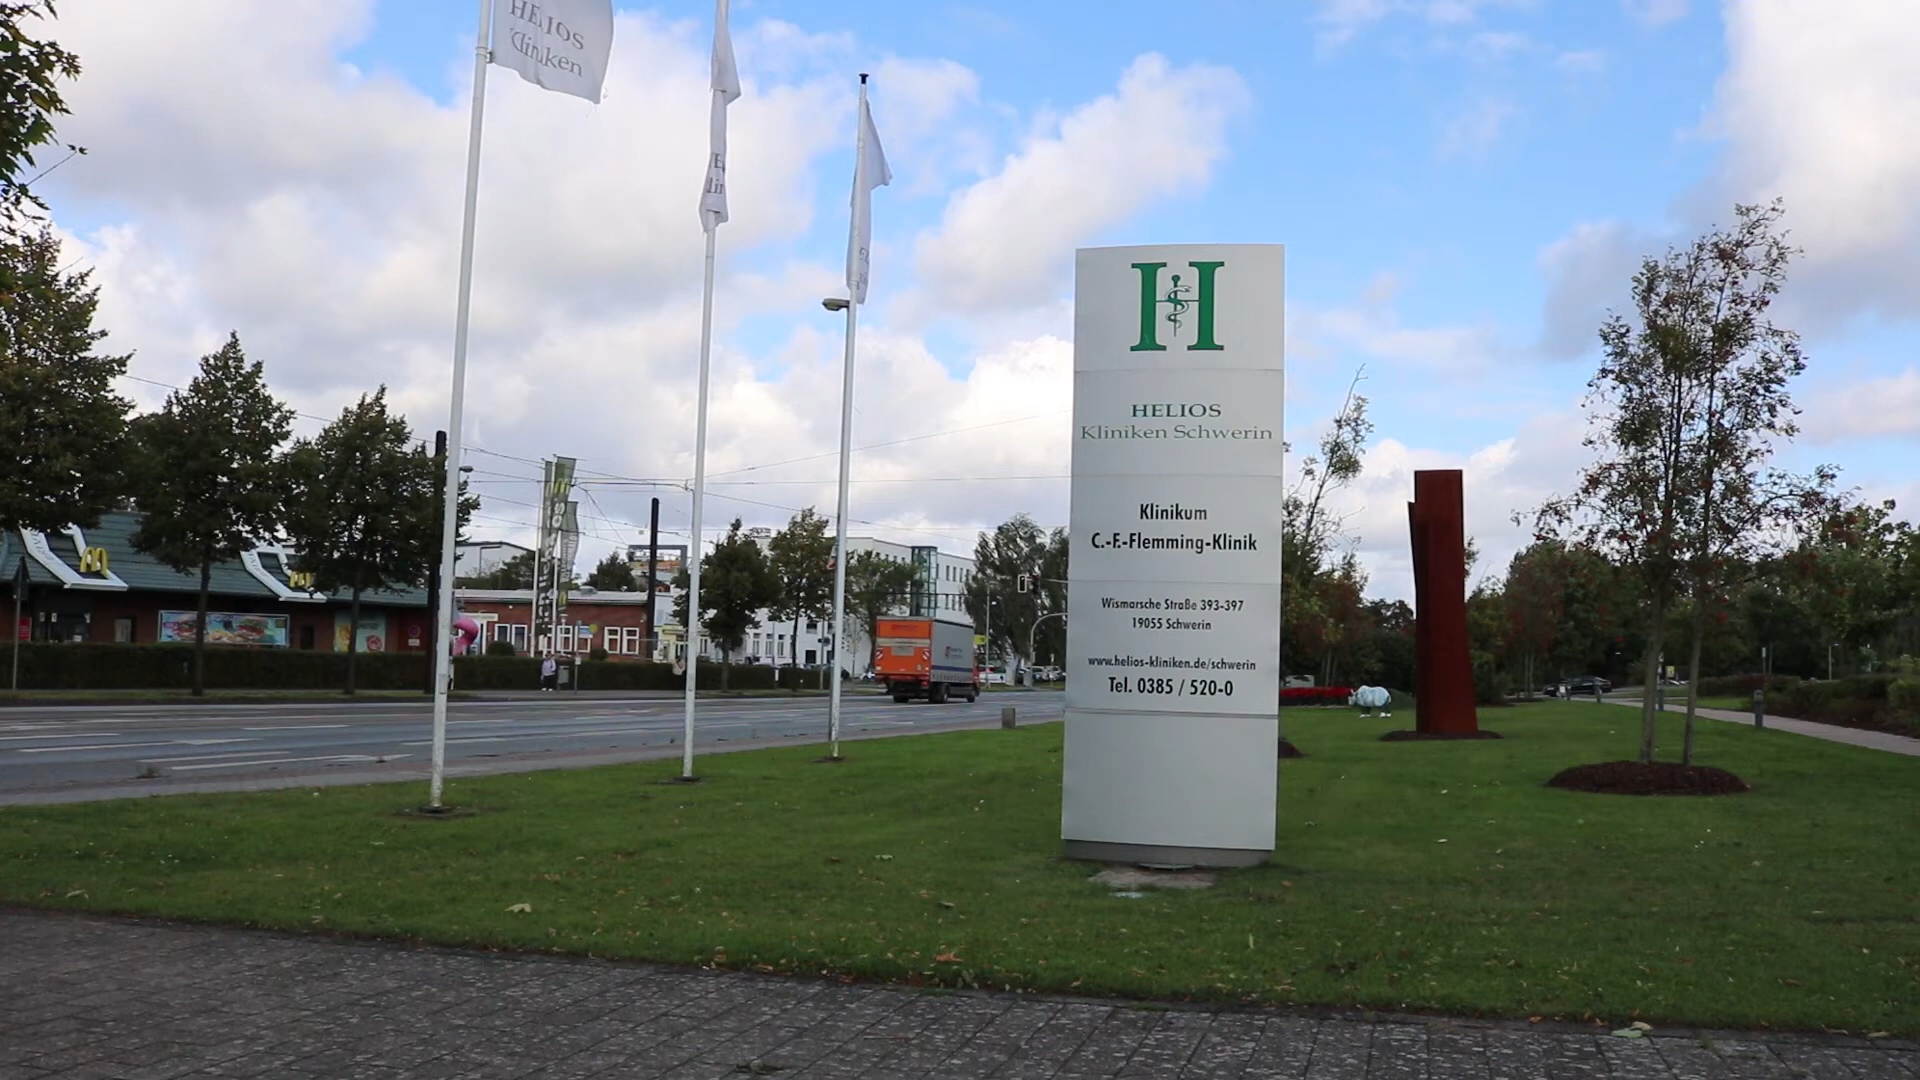 HELIOS
Kliniken
H
HELIOS
Kliniken Schwerin
Klinikum
C.-F.-Flemming-Klinik
Wismarsche Straße 393-397
19055 Schwerin
www.helios-kliniken.de/schwerin
Tel. 0385 / 520-0